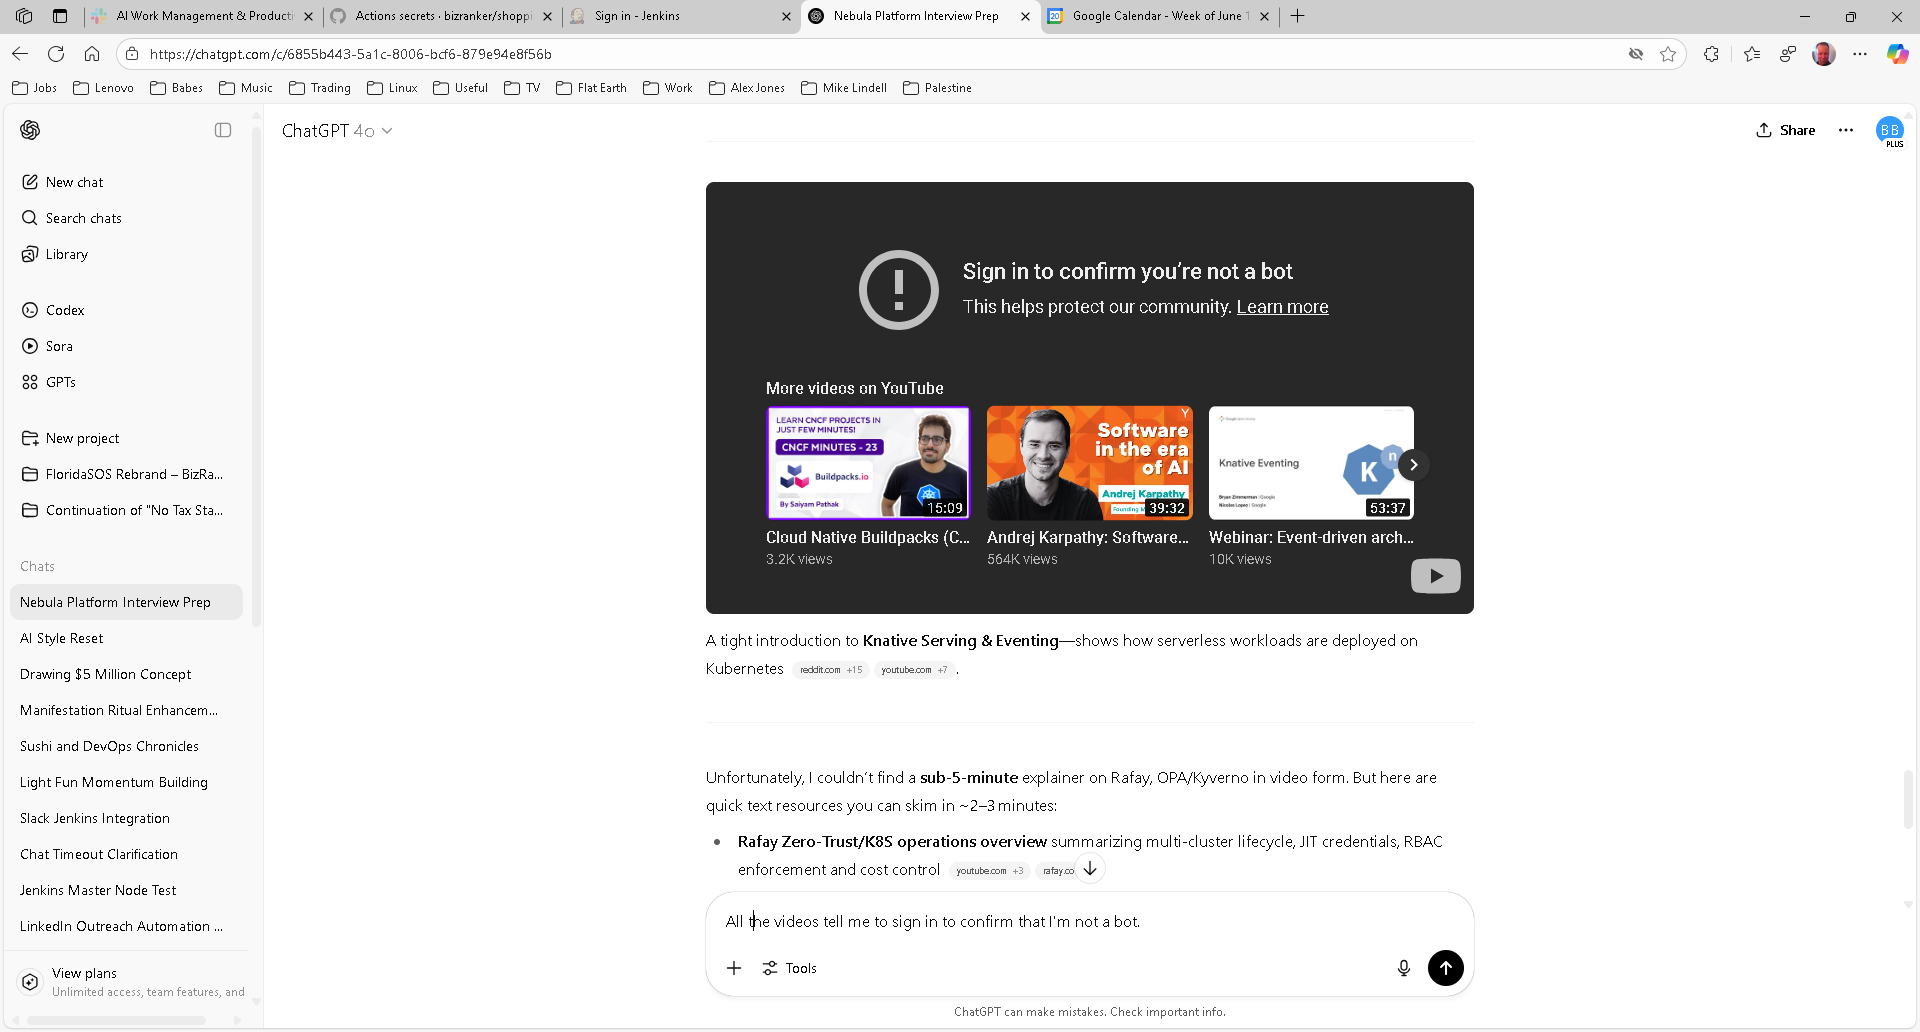 AI Work Management & Producti
Actions secrets · bizranker/shoppi
Sign in - Jenkins
Nebula Platform Interview Prep
Google Calendar - Week of June 1
https://chatgpt.com/c/6855b443-5a1c-8006-bcf6-879e94e8f56b
Jobs
Lenovo
Babes
Music
Trading
Linux
Useful
TV
Flat Earth
Work
Alex Jones
Mike Lindell
Palestine
ChatGPT 4o
Share
BB
PLUS
New chat
Search chats
Library
Codex
Sora
GPTs
New project
FloridaSOS Rebrand – BizRa...
Continuation of "No Tax Sta...
Chats
Nebula Platform Interview Prep
AI Style Reset
Drawing $5 Million Concept
Manifestation Ritual Enhancem...
Sushi and DevOps Chronicles
Light Fun Momentum Building
Slack Jenkins Integration
Chat Timeout Clarification
Jenkins Master Node Test
LinkedIn Outreach Automation ...
View plans
Unlimited access, team features, and
Sign in to confirm you're not a bot
This helps protect our community. Learn more
More videos on YouTube
LEARN CNCF PROJECTS IN
JUST FEW MINUTES!
CNCF MINUTES - 23
Buildpacks.io
By Saiyam Pathak
15:09
Cloud Native Buildpacks (C...
3.2K views
Software
in the era
of AI
Andrej Karpathy
39:32
Andrej Karpathy: Software...
564K views
Knative Eventing
Bryan Zimmerman | Google
Nicolas Lopez | Google
53:37
Webinar: Event-driven arch...
10K views
A tight introduction to Knative Serving & Eventing—shows how serverless workloads are deployed on
Kubernetes reddit.com +15 youtube.com +7 .
Unfortunately, I couldn't find a sub-5-minute explainer on Rafay, OPA/Kyverno in video form. But here are
quick text resources you can skim in ~2–3 minutes:
• Rafay Zero-Trust/K8S operations overview summarizing multi-cluster lifecycle, JIT credentials, RBAC
enforcement and cost control youtube.com +3 rafay.co
All the videos tell me to sign in to confirm that I'm not a bot.
Tools
ChatGPT can make mistakes. Check important info.